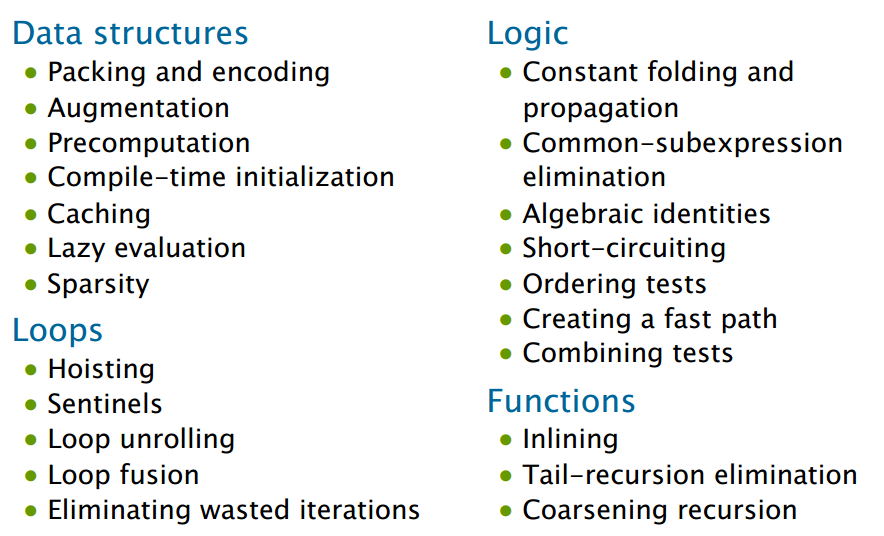 Data structures
Packing and encoding
Augmentation
Precomputation
Compile-time initialization
Caching
Lazy evaluation
Sparsity
Loops
Hoisting
Sentinels
Loop unrolling
Loop fusion
Eliminating wasted iterations
Logic
Constant folding and
propagation
Common-subexpression
elimination
Algebraic identities
Short-circuiting
Ordering tests
Creating a fast path
Combining tests
Functions
Inlining
Tail-recursion elimination
Coarsening recursion